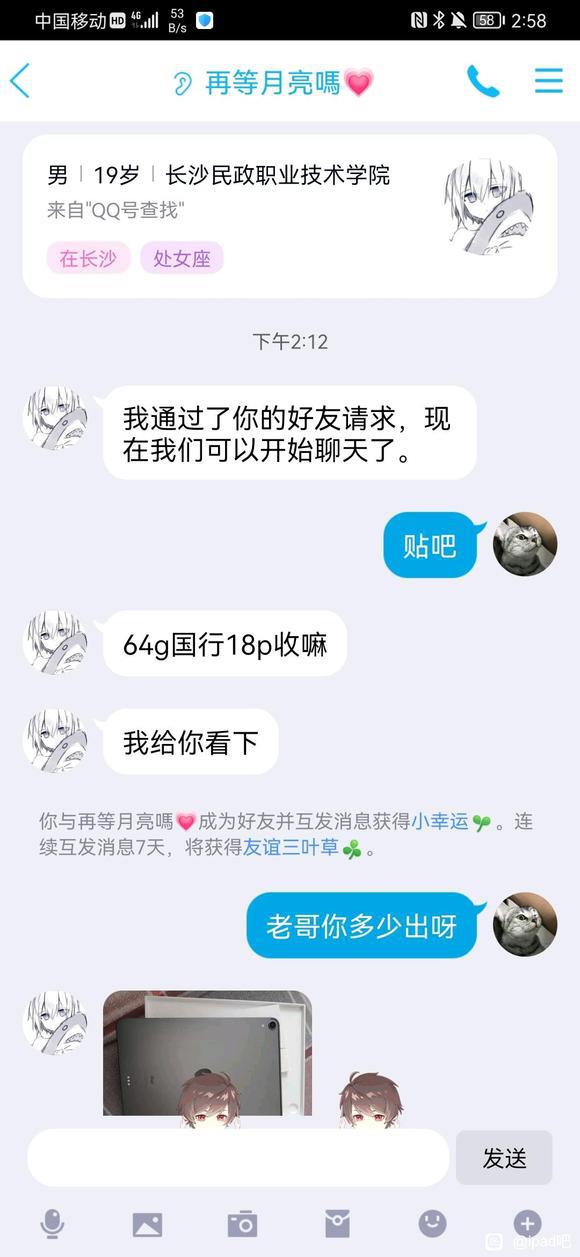 中国移动 HD 4G 53 B/s 58 2:58
再等月亮嗎
男 | 19岁 | 长沙民政职业技术学院
来自"QQ号查找"
在长沙 处女座
下午2:12
我通过了你的好友请求，现
在我们可以开始聊天了。
贴吧
64g国行18p收嘛
我给你看下
你与再等月亮嗎💗成为好友并互发消息获得小幸运🌱。连
续互发消息7天，将获得友谊三叶草☘。
老哥你多少出呀
发送
@ipad吧